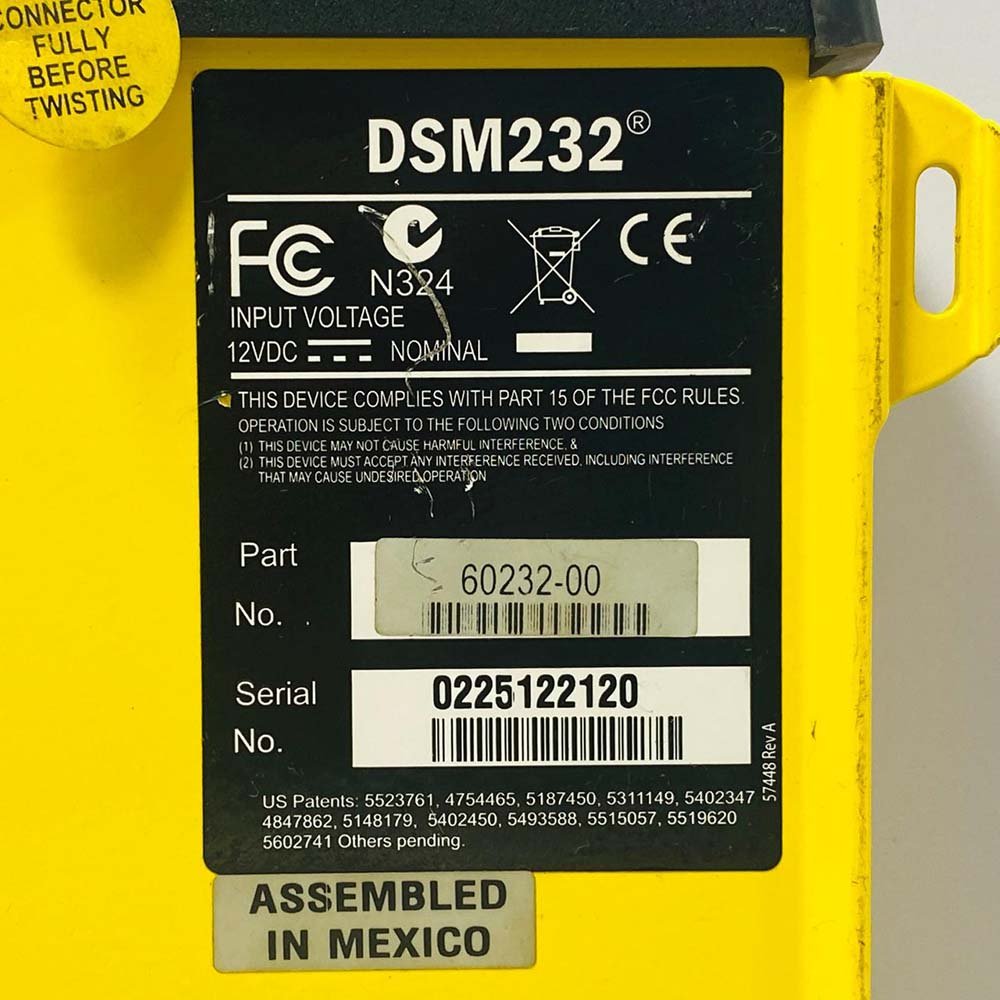 CONNECTOR
FULLY
BEFORE
TWISTING
DSM232®
FC
N324
CE
INPUT VOLTAGE
12VDC NOMINAL
THIS DEVICE COMPLIES WITH PART 15 OF THE FCC RULES.
OPERATION IS SUBJECT TO THE FOLLOWING TWO CONDITIONS
(1) THIS DEVICE MAY NOT CAUSE HARMFUL INTERFERENCE, &
(2) THIS DEVICE MUST ACCEPT ANY INTERFERENCE RECEIVED, INCLUDING INTERFERENCE
THAT MAY CAUSE UNDESIRED OPERATION
Part
No. .
60232-00
Serial
No.
0225122120
57448 Rev A
US Patents: 5523761, 4754465, 5187450, 5311149, 5402347
4847862, 5148179, 5402450, 5493588, 5515057, 5519620
5602741 Others pending.
ASSEMBLED
IN MEXICO